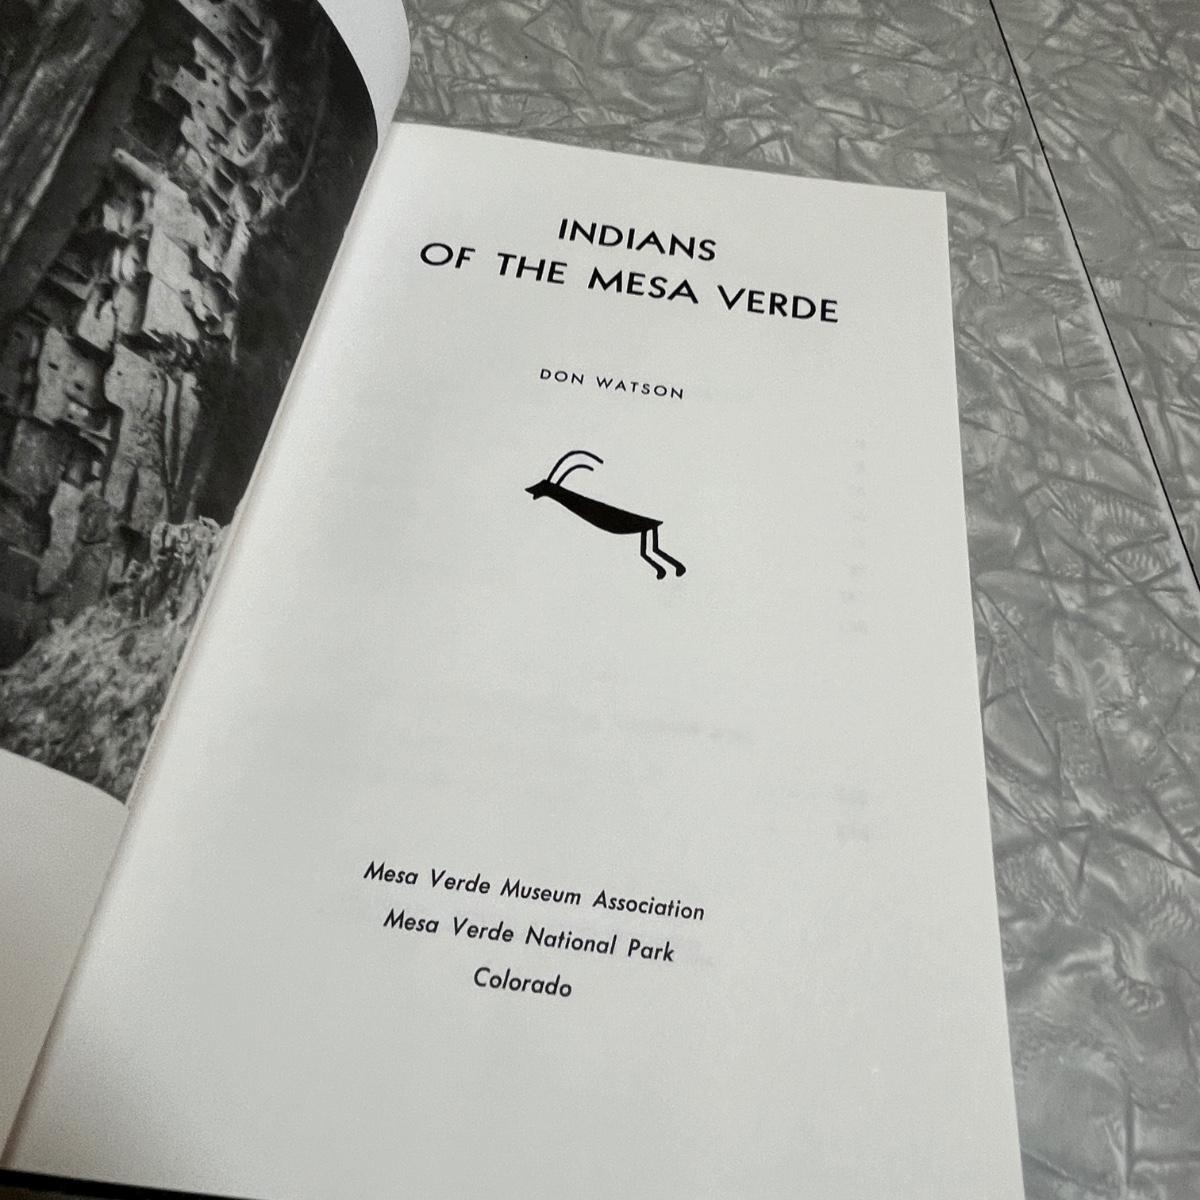 INDIANS
OF THE MESA VERDE
DON WATSON
Mesa Verde Museum Association
Mesa Verde National Park
Colorado